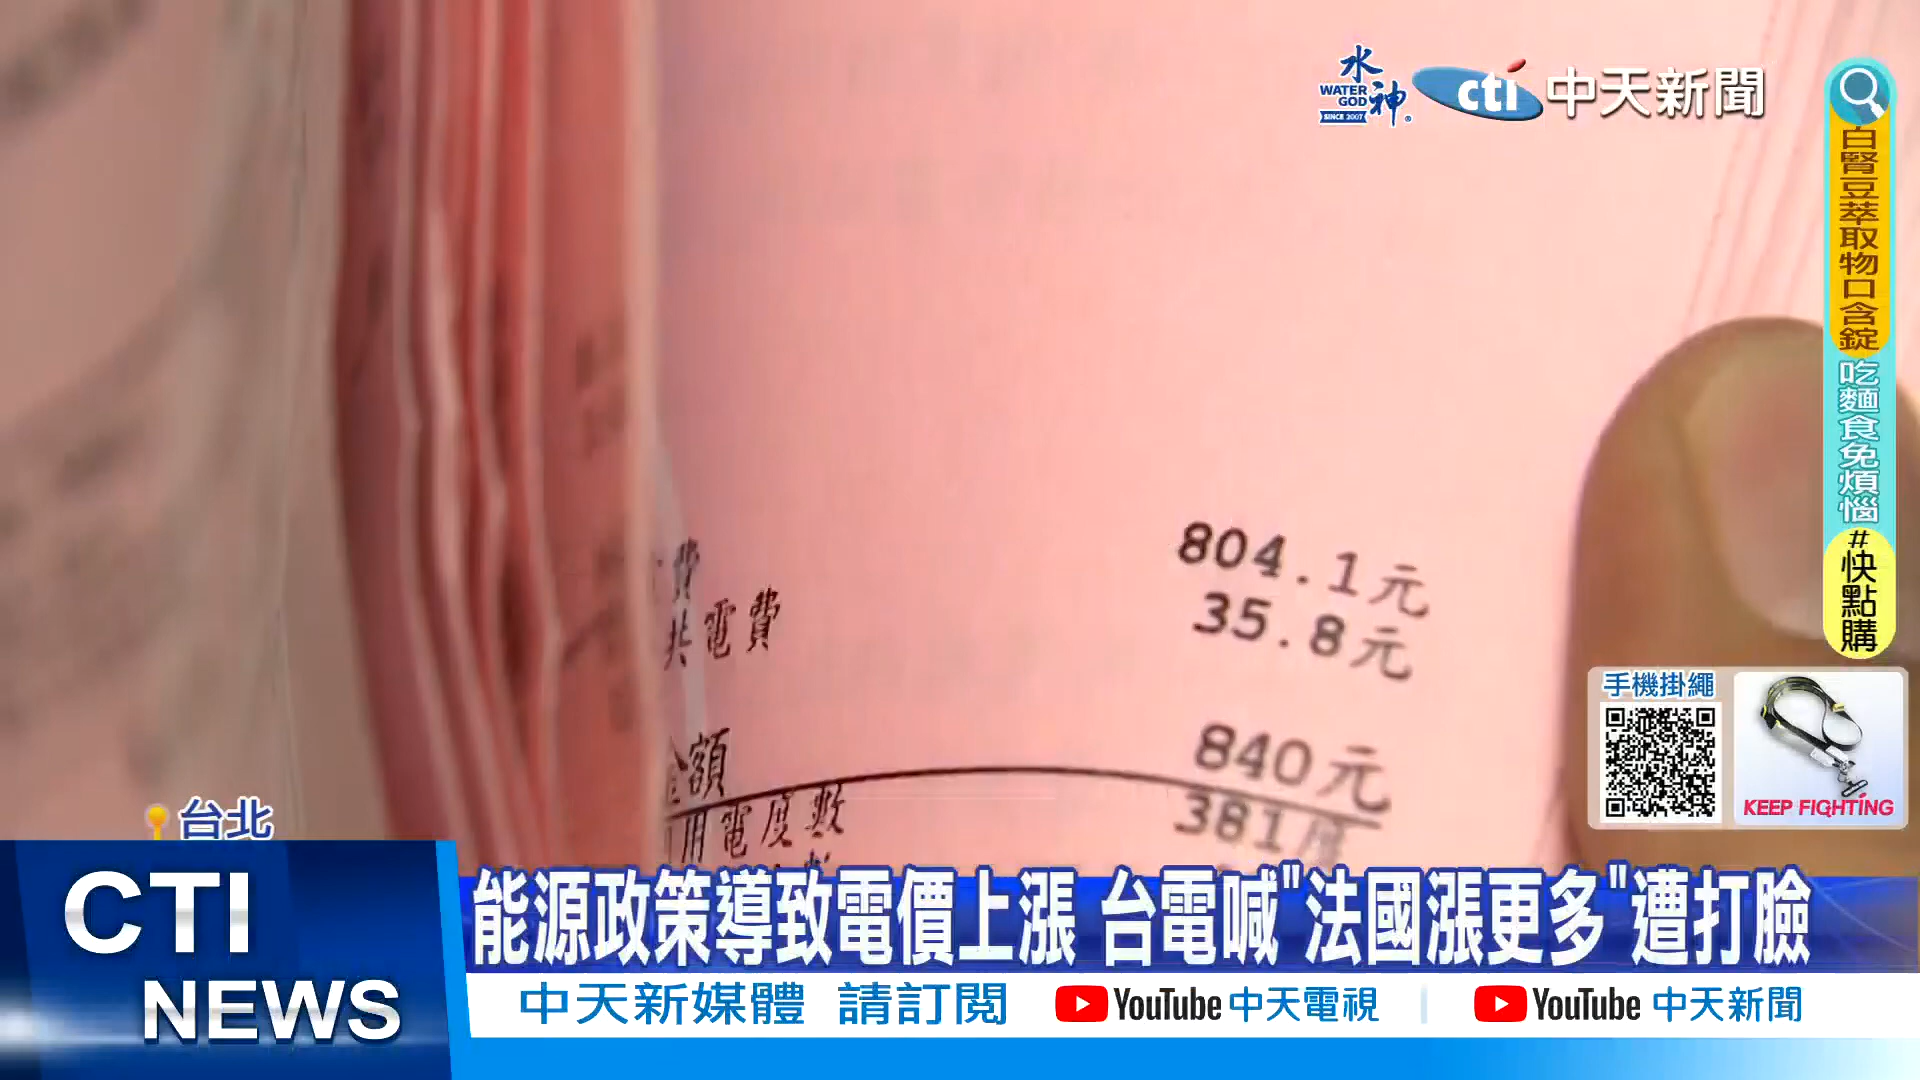 水神
WATER GOD
SINCE 2007
cti 中天新聞
白腎豆萃取物口含錠
吃麵食免煩惱
#快點購
費 804.1元
共電費 35.8元
金額 840元
用電度數 381度
手機掛繩
KEEP FIGHTING
台北
CTI NEWS
能源政策導致電價上漲 台電喊"法國漲更多"遭打臉
中天新媒體 請訂閱 YouTube 中天電視 YouTube 中天新聞